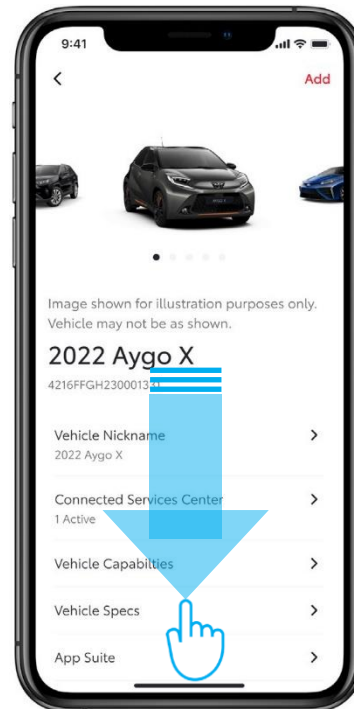 9:41
Add
Image shown for illustration purposes only.
Vehicle may not be as shown.
2022 Aygo X
4216FFGH230001331
Vehicle Nickname
2022 Aygo X
Connected Services Center
1 Active
Vehicle Capabilties
Vehicle Specs
App Suite